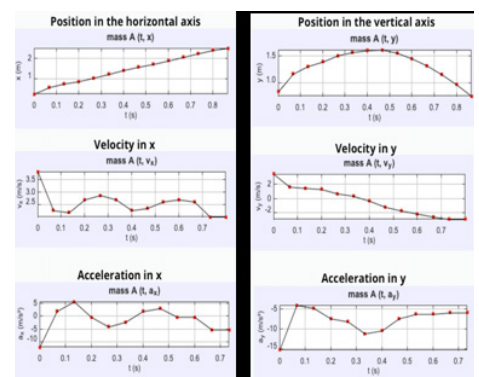 Position in the horizontal axis
mass A (t, x)
x (m)
2
1
0 0.1 0.2 0.3 0.4 0.5 0.6 0.7 0.8
t (s)
Velocity in x
mass A (t, vₓ)
vₓ (m/s)
3.5
3.0
2.5
0 0.1 0.2 0.3 0.4 0.5 0.6 0.7
t (s)
Acceleration in x
mass A (t, aₓ)
aₓ (m/s²)
5
0
-5
-10
0 0.1 0.2 0.3 0.4 0.5 0.6 0.7
t (s)
Position in the vertical axis
mass A (t, y)
y (m)
1.5
1.0
0 0.1 0.2 0.3 0.4 0.5 0.6 0.7 0.8
t (s)
Velocity in y
mass A (t, vy)
vy (m/s)
2
0
-2
0 0.1 0.2 0.3 0.4 0.5 0.6 0.7
t (s)
Acceleration in y
mass A (t, ay)
ay (m/s²)
-5
-10
-15
0 0.1 0.2 0.3 0.4 0.5 0.6 0.7
t (s)